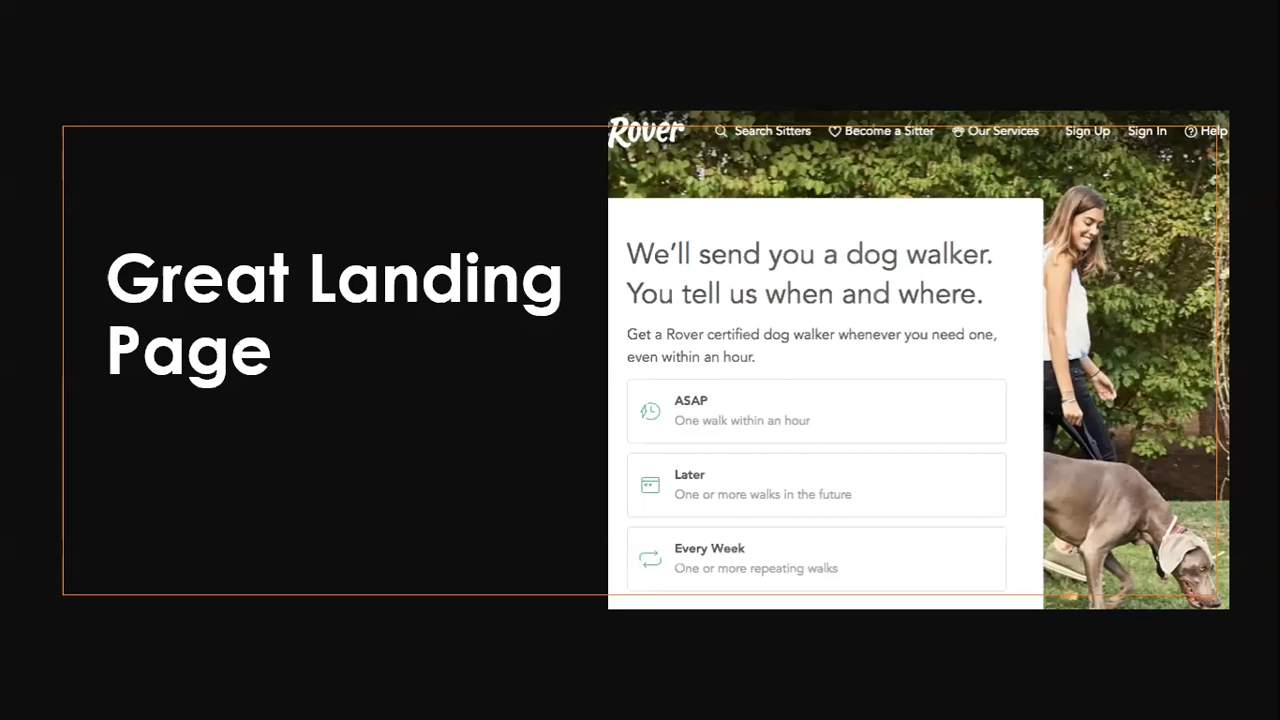 Great Landing
Page
Rover
Search Sitters
Become a Sitter
Our Services
Sign Up
Sign In
Help
We’ll send you a dog walker.
You tell us when and where.
Get a Rover certified dog walker whenever you need one,
even within an hour.
ASAP
One walk within an hour
Later
One or more walks in the future
Every Week
One or more repeating walks